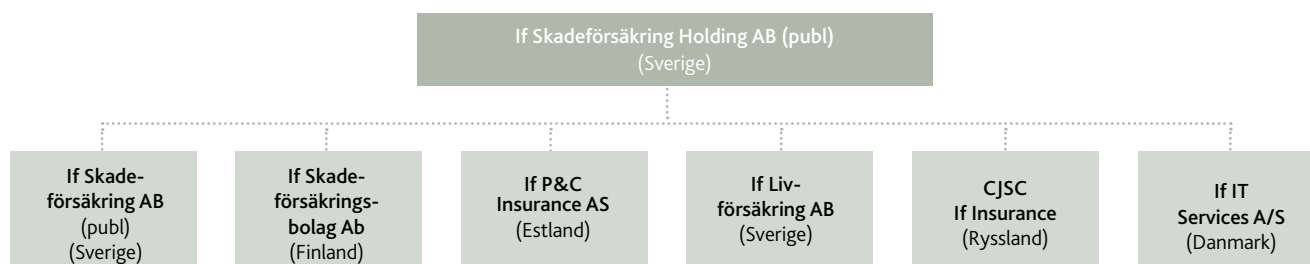 If Skadeförsäkring Holding AB (publ)
(Sverige)
If Skade-
försäkring AB
(publ)
(Sverige)
If Skade-
försäkrings-
bolag Ab
(Finland)
If P&C
Insurance AS
(Estland)
If Liv-
försäkring AB
(Sverige)
CJSC
If Insurance
(Ryssland)
If IT
Services A/S
(Danmark)